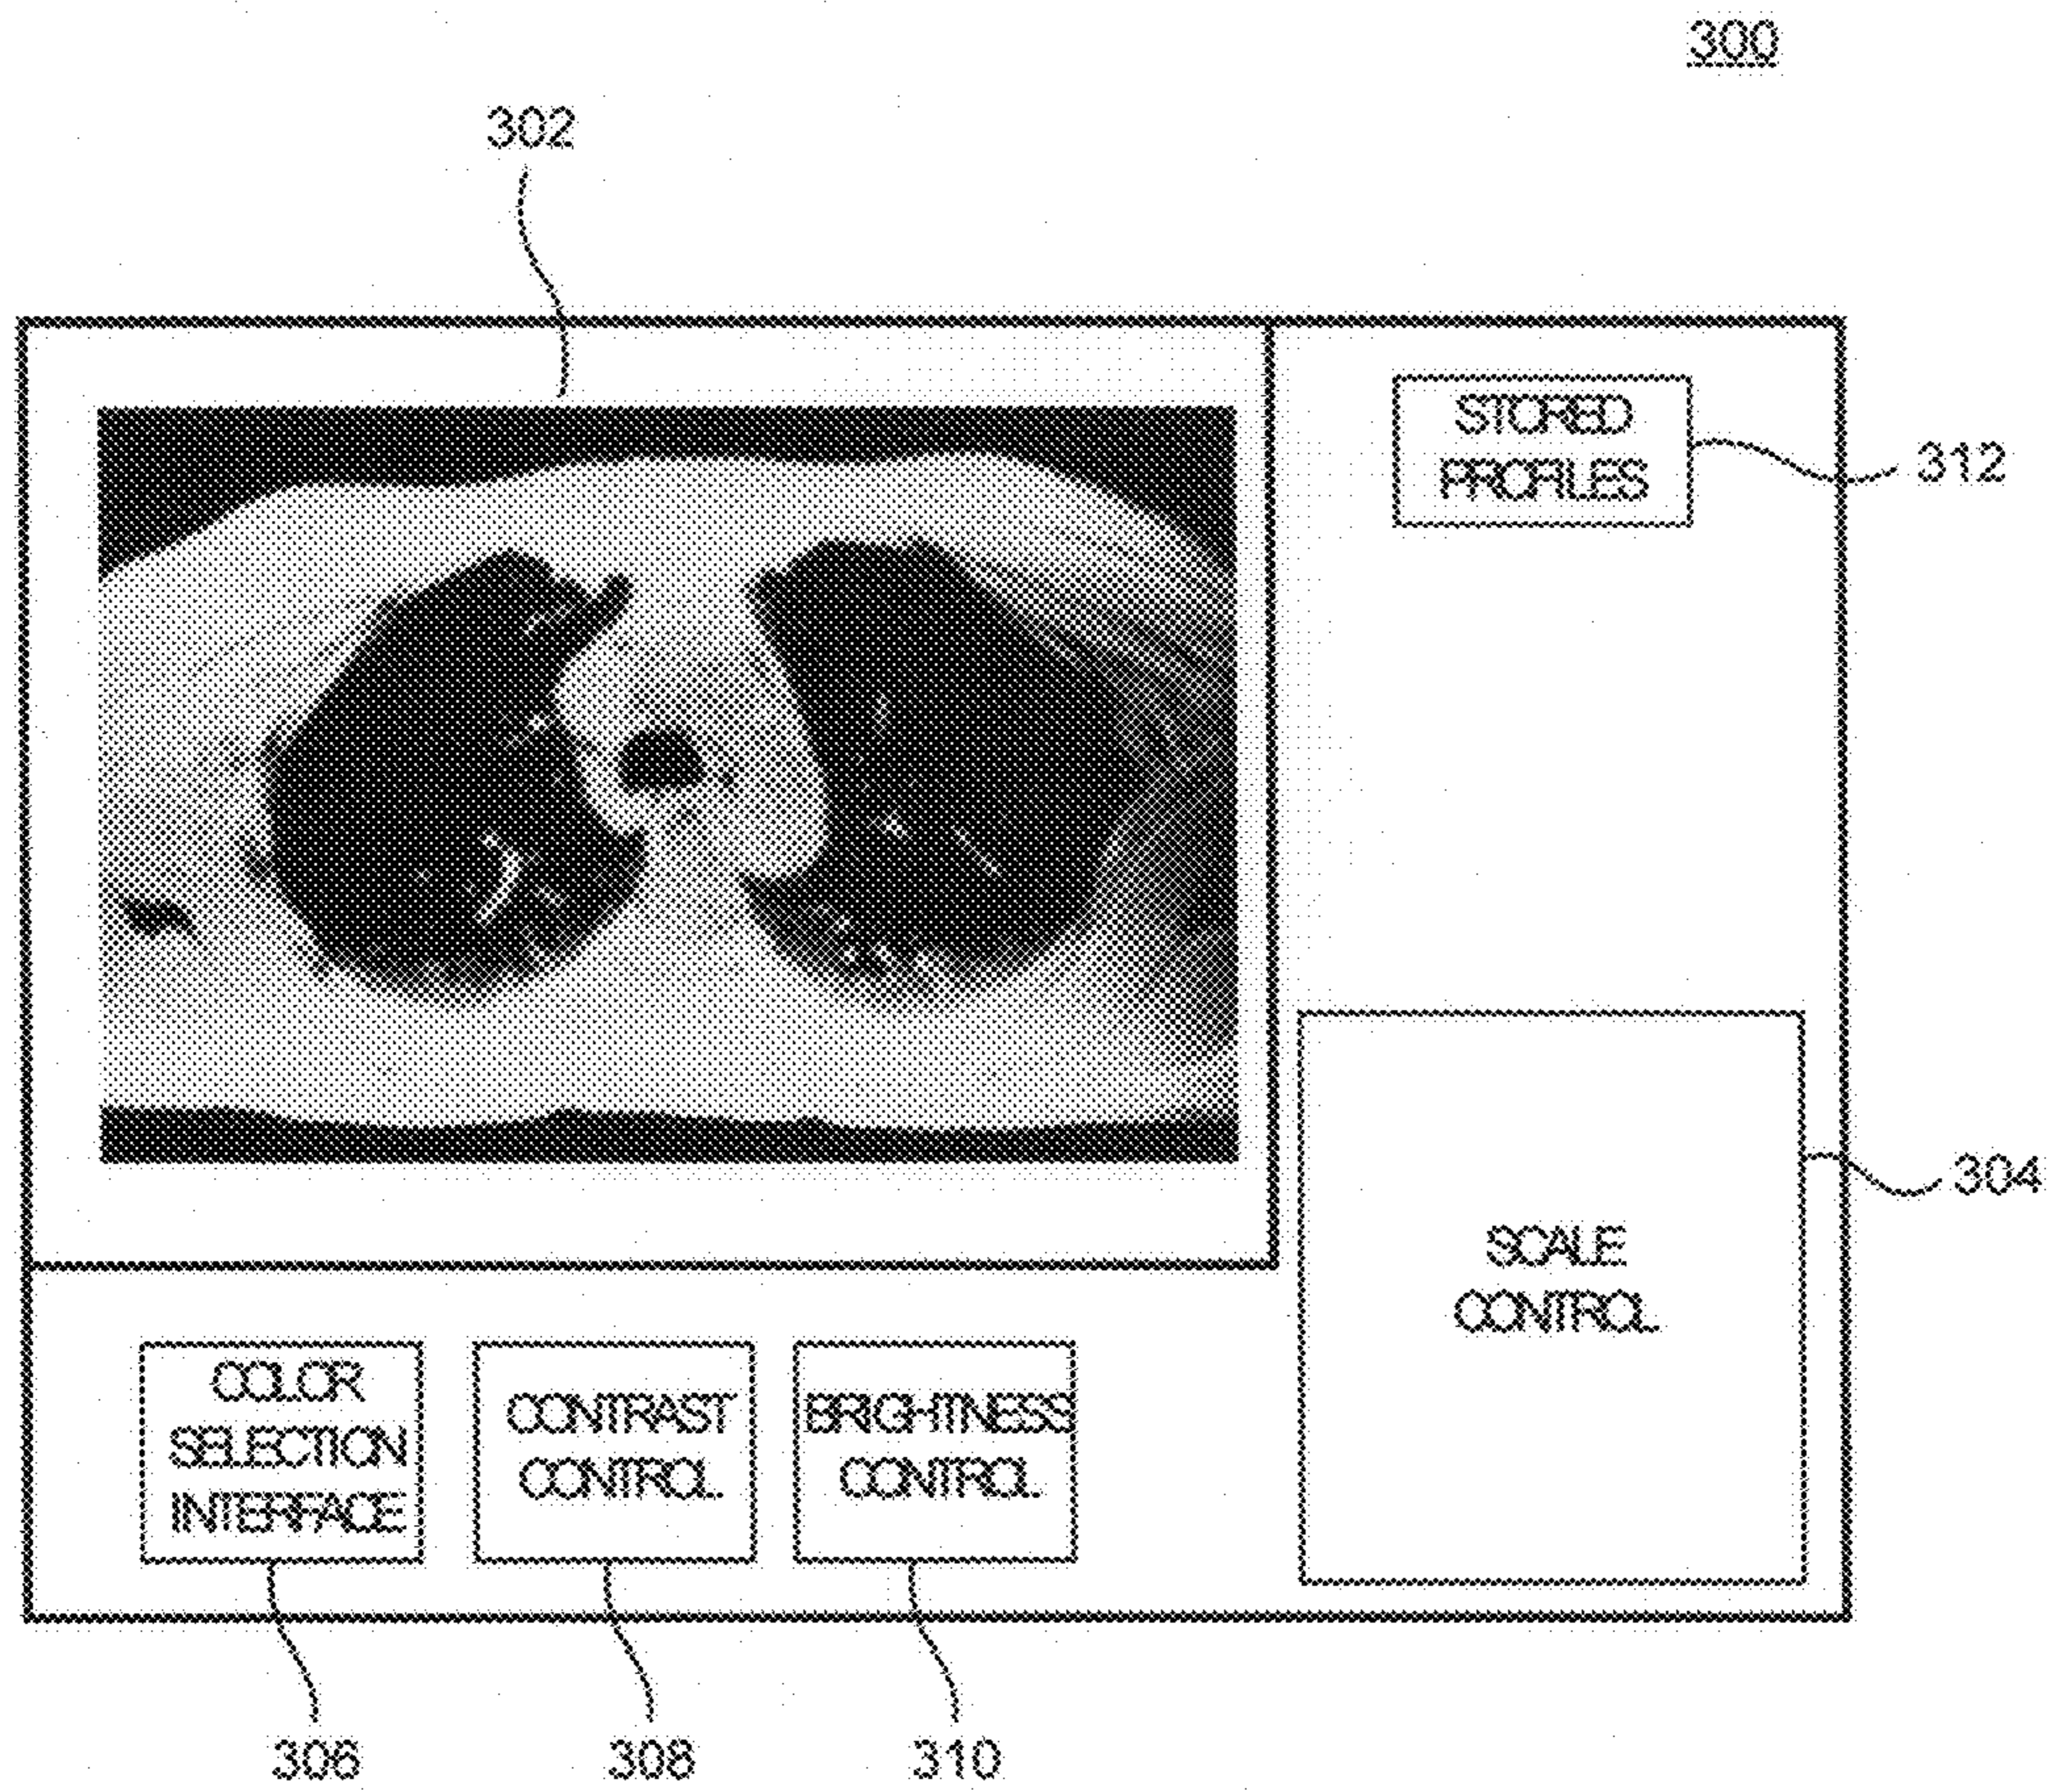 300
302
STORED
PROFILES
312
304
SCALE
CONTROL
COLOR
SELECTION
INTERFACE
CONTRAST
CONTROL
BRIGHTNESS
CONTROL
306
308
310